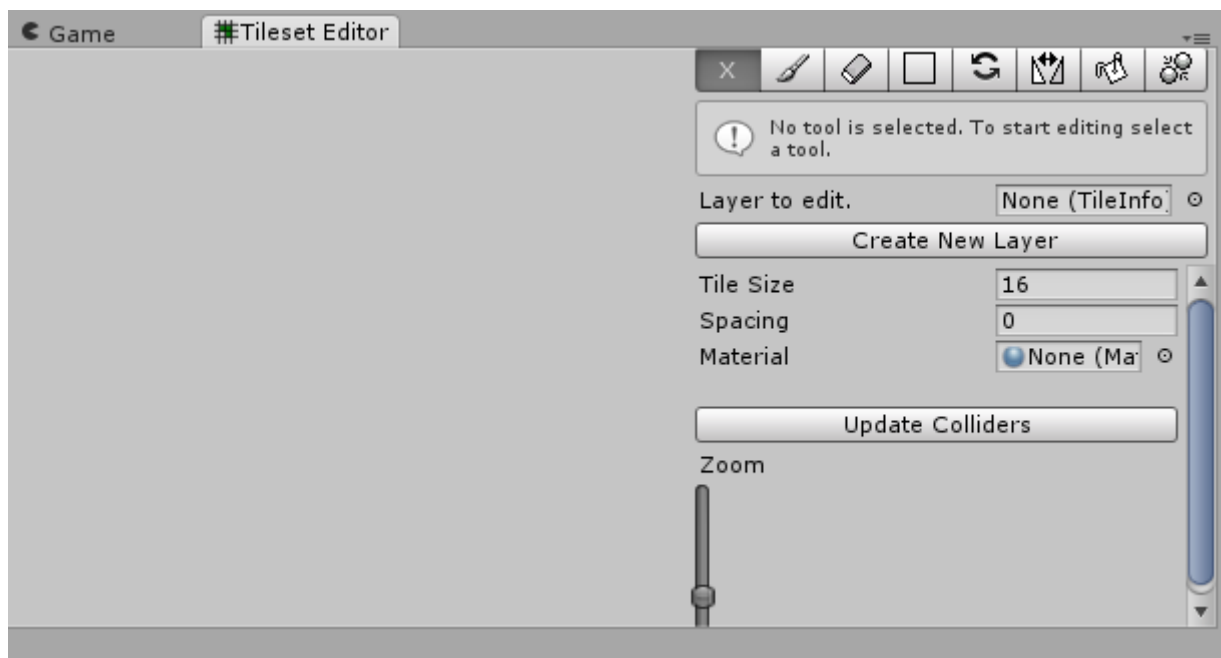 Game
Tileset Editor
X
No tool is selected. To start editing select
a tool.
Layer to edit.
None (TileInfo)
Create New Layer
Tile Size
16
Spacing
0
Material
None (Mat
Update Colliders
Zoom